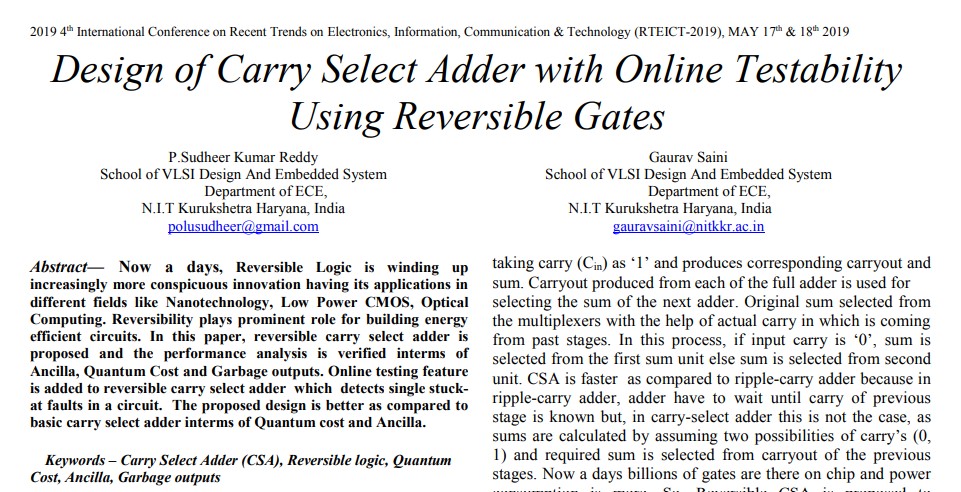 2019 4th International Conference on Recent Trends on Electronics, Information, Communication & Technology (RTEICT-2019), MAY 17th & 18th 2019
Design of Carry Select Adder with Online Testability
Using Reversible Gates
P.Sudheer Kumar Reddy
School of VLSI Design And Embedded System
Department of ECE,
N.I.T Kurukshetra Haryana, India
polusudheer@gmail.com
Gaurav Saini
School of VLSI Design And Embedded System
Department of ECE,
N.I.T Kurukshetra Haryana, India
gauravsaini@nitkkr.ac.in
Abstract— Now a days, Reversible Logic is winding up
increasingly more conspicuous innovation having its applications in
different fields like Nanotechnology, Low Power CMOS, Optical
Computing. Reversibility plays prominent role for building energy
efficient circuits. In this paper, reversible carry select adder is
proposed and the performance analysis is verified interms of
Ancilla, Quantum Cost and Garbage outputs. Online testing feature
is added to reversible carry select adder which detects single stuck-
at faults in a circuit. The proposed design is better as compared to
basic carry select adder interms of Quantum cost and Ancilla.
Keywords – Carry Select Adder (CSA), Reversible logic, Quantum
Cost, Ancilla, Garbage outputs
taking carry (Cin) as ‘1’ and produces corresponding carryout and
sum. Carryout produced from each of the full adder is used for
selecting the sum of the next adder. Original sum selected from
the multiplexers with the help of actual carry in which is coming
from past stages. In this process, if input carry is ‘0’, sum is
selected from the first sum unit else sum is selected from second
unit. CSA is faster as compared to ripple-carry adder because in
ripple-carry adder, adder have to wait until carry of previous
stage is known but, in carry-select adder this is not the case, as
sums are calculated by assuming two possibilities of carry’s (0,
1) and required sum is selected from carryout of the previous
stages. Now a days billions of gates are there on chip and power